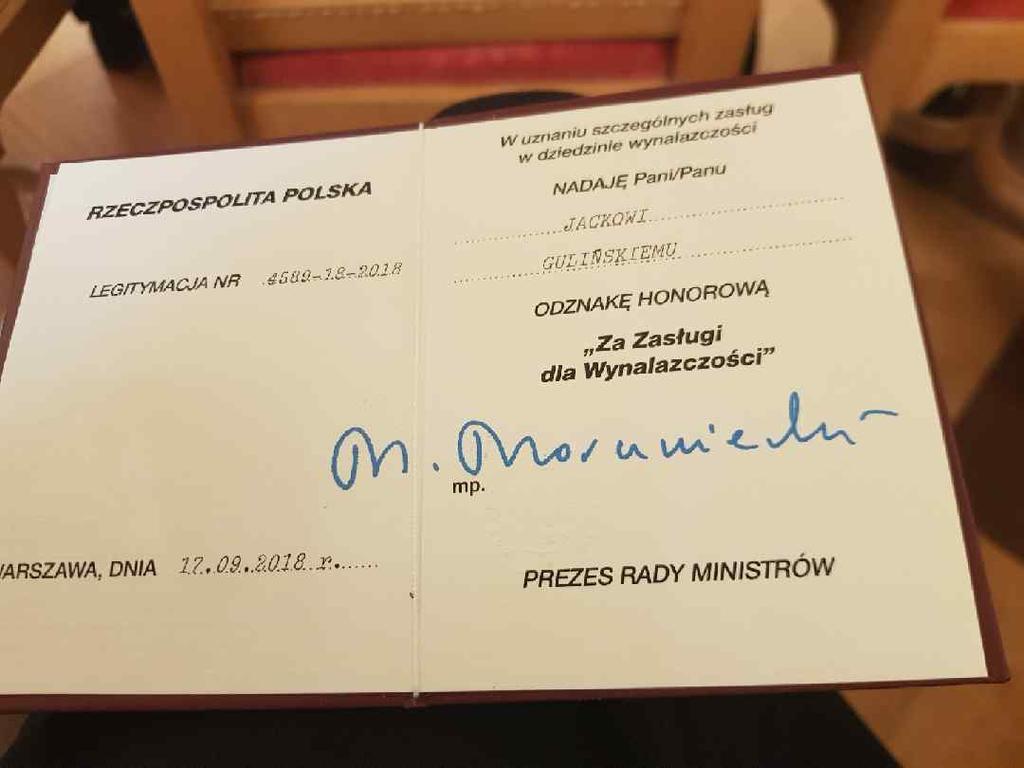 RZECZPOSPOLITA POLSKA
LEGITYMACJA NR 4589-18-2018
WARSZAWA, DNIA 17.09.2018 r.
W uznaniu szczególnych zasług
w dziedzinie wynalazczości
NADAJĘ Pani/Panu
JACKOWI
GULIŃSKIEMU
ODZNAKĘ HONOROWĄ
„Za Zasługi
dla Wynalazczości”
M. Morawiecki
mp.
PREZES RADY MINISTRÓW